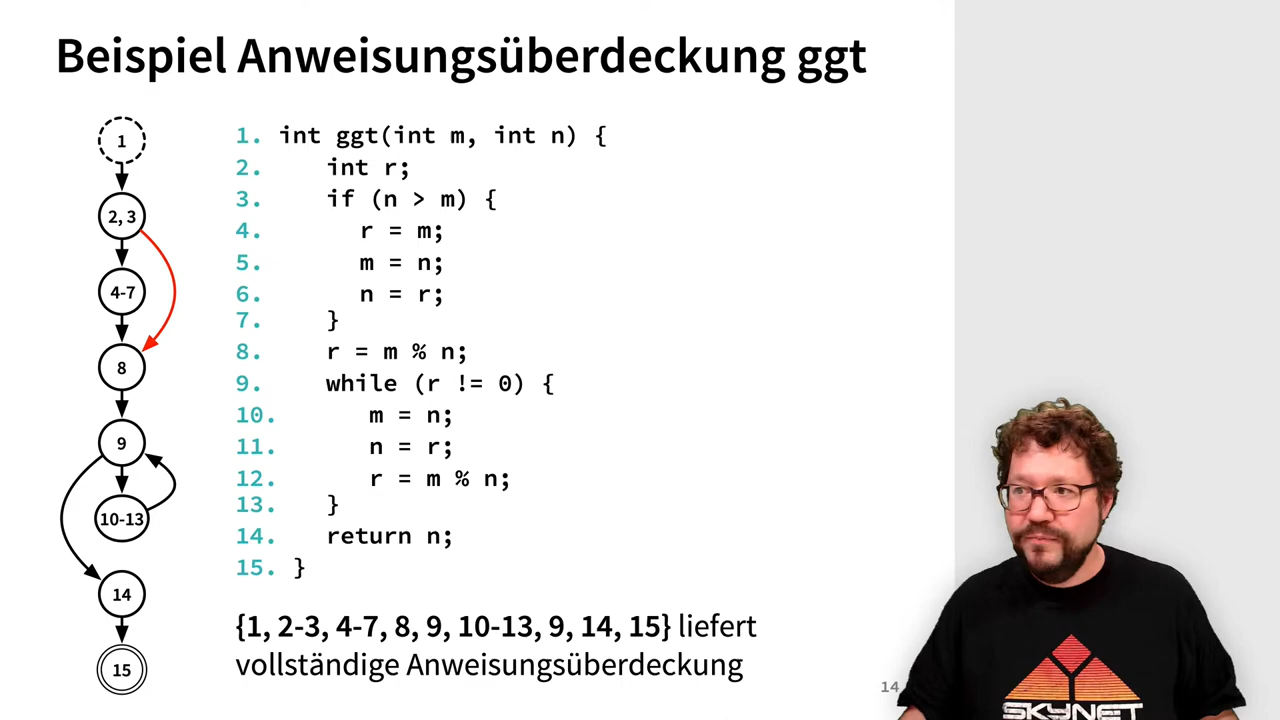 Beispiel Anweisungsüberdeckung ggt
1
2, 3
4-7
8
9
10-13
14
15
1. int ggt(int m, int n) {
2. int r;
3. if (n > m) {
4. r = m;
5. m = n;
6. n = r;
7. }
8. r = m % n;
9. while (r != 0) {
10. m = n;
11. n = r;
12. r = m % n;
13. }
14. return n;
15. }
{1, 2-3, 4-7, 8, 9, 10-13, 9, 14, 15} liefert
vollständige Anweisungsüberdeckung
14
SKYNET